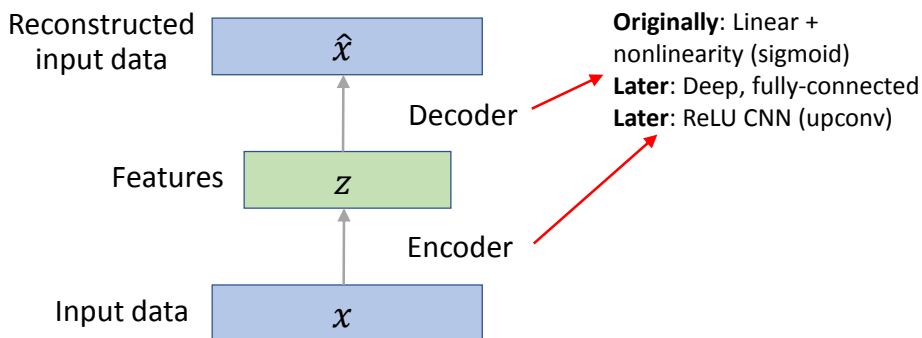 Reconstructed
input data
x̂
Originally: Linear +
nonlinearity (sigmoid)
Later: Deep, fully-connected
Later: ReLU CNN (upconv)
Decoder
Features
z
Encoder
Input data
x